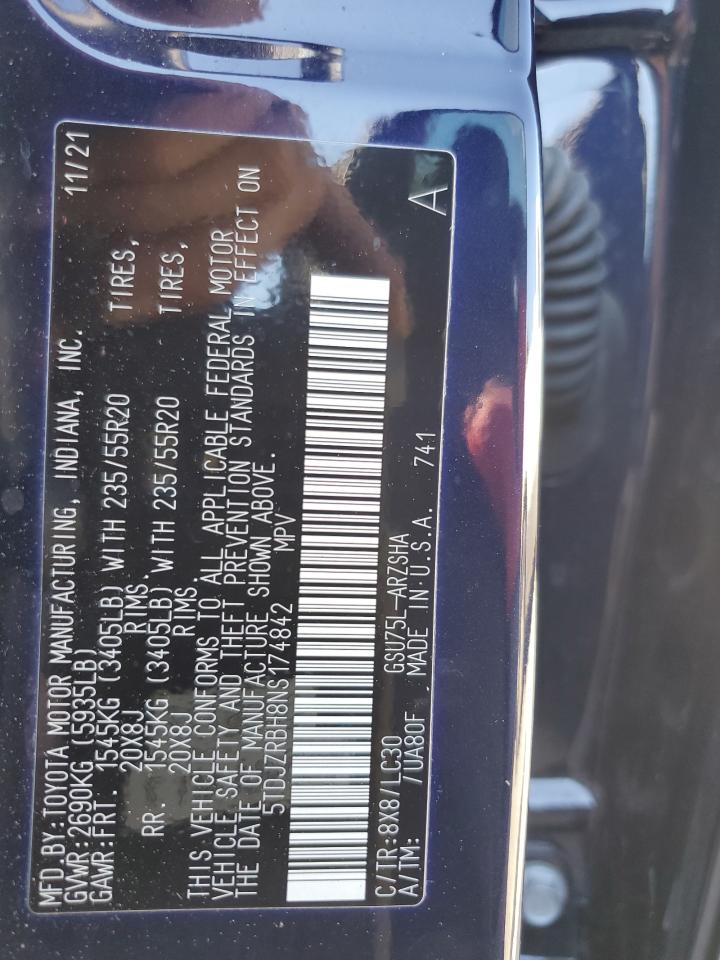 MFD.BY:TOYOTA MOTOR MANUFACTURING, INDIANA, INC. 11/21
GVWR:2690KG (5935LB)
GAWR:FRT. 1545KG (3405LB) WITH 235/55R20 TIRES,
20X8J RIMS.
RR. 1545KG (3405LB) WITH 235/55R20 TIRES,
20X8J RIMS.
THIS VEHICLE CONFORMS TO ALL APPLICABLE FEDERAL MOTOR
VEHICLE SAFETY AND THEFT PREVENTION STANDARDS IN EFFECT ON
THE DATE OF MANUFACTURE SHOWN ABOVE.
5TDJZRBH8NS174842 MPV
C/TR:8X8/LC30 GSU75L-ARZSHA
A/TM: /UA80F MADE IN U.S.A. 741 A